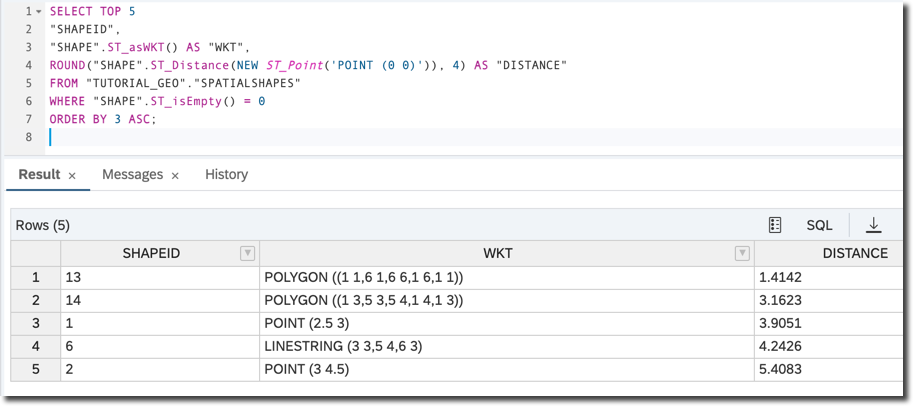 1 SELECT TOP 5
2 "SHAPEID",
3 "SHAPE".ST_asWKT() AS "WKT",
4 ROUND("SHAPE".ST_Distance(NEW ST_Point('POINT (0 0)')), 4) AS "DISTANCE"
5 FROM "TUTORIAL_GEO"."SPATIALSHAPES"
6 WHERE "SHAPE".ST_isEmpty() = 0
7 ORDER BY 3 ASC;
8
Result × Messages × History
Rows (5) SQL
SHAPEID WKT DISTANCE
1 13 POLYGON ((1 1,6 1,6 6,1 6,1 1)) 1.4142
2 14 POLYGON ((1 3,5 3,5 4,1 4,1 3)) 3.1623
3 1 POINT (2.5 3) 3.9051
4 6 LINESTRING (3 3,5 4,6 3) 4.2426
5 2 POINT (3 4.5) 5.4083